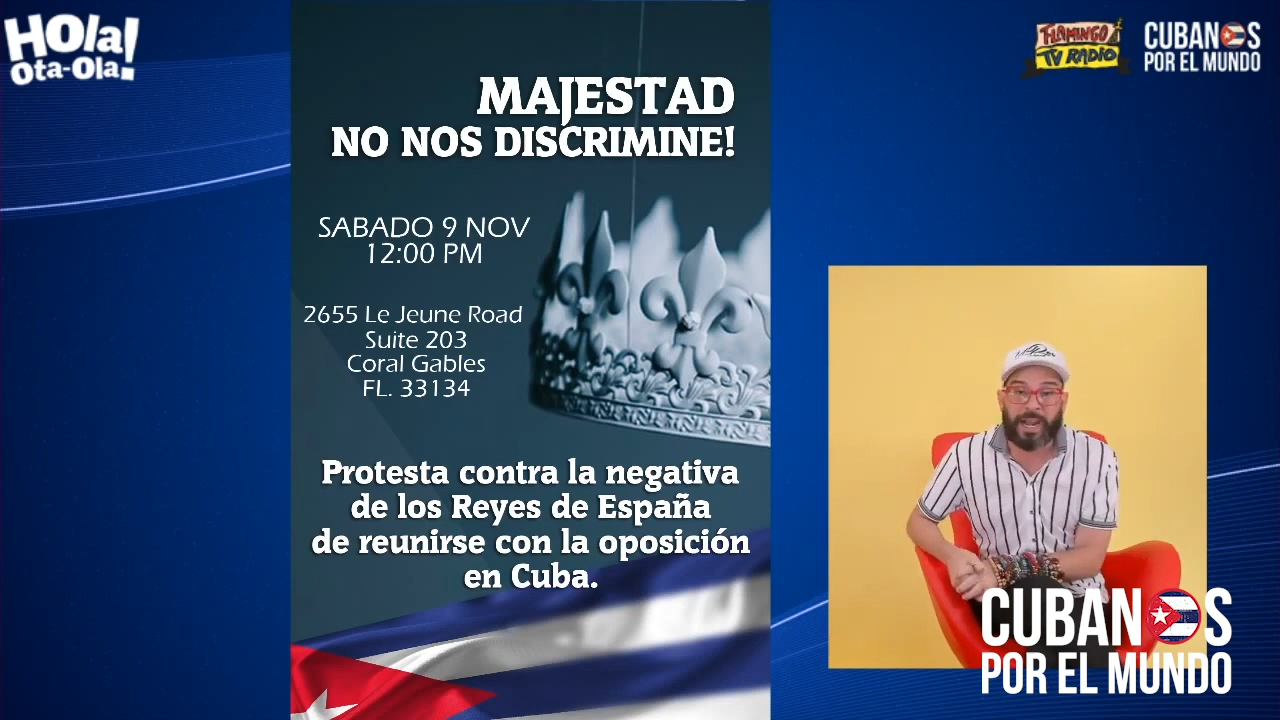 Hola!
Ota-Ola!
FLAMINGO
TV RADIO
CUBANOS
POR EL MUNDO
MAJESTAD
NO NOS DISCRIMINE!
SABADO 9 NOV
12:00 PM
2655 Le Jeune Road
Suite 203
Coral Gables
FL. 33134
Protesta contra la negativa
de los Reyes de España
de reunirse con la oposición
en Cuba.
CUBANOS
POR EL MUNDO